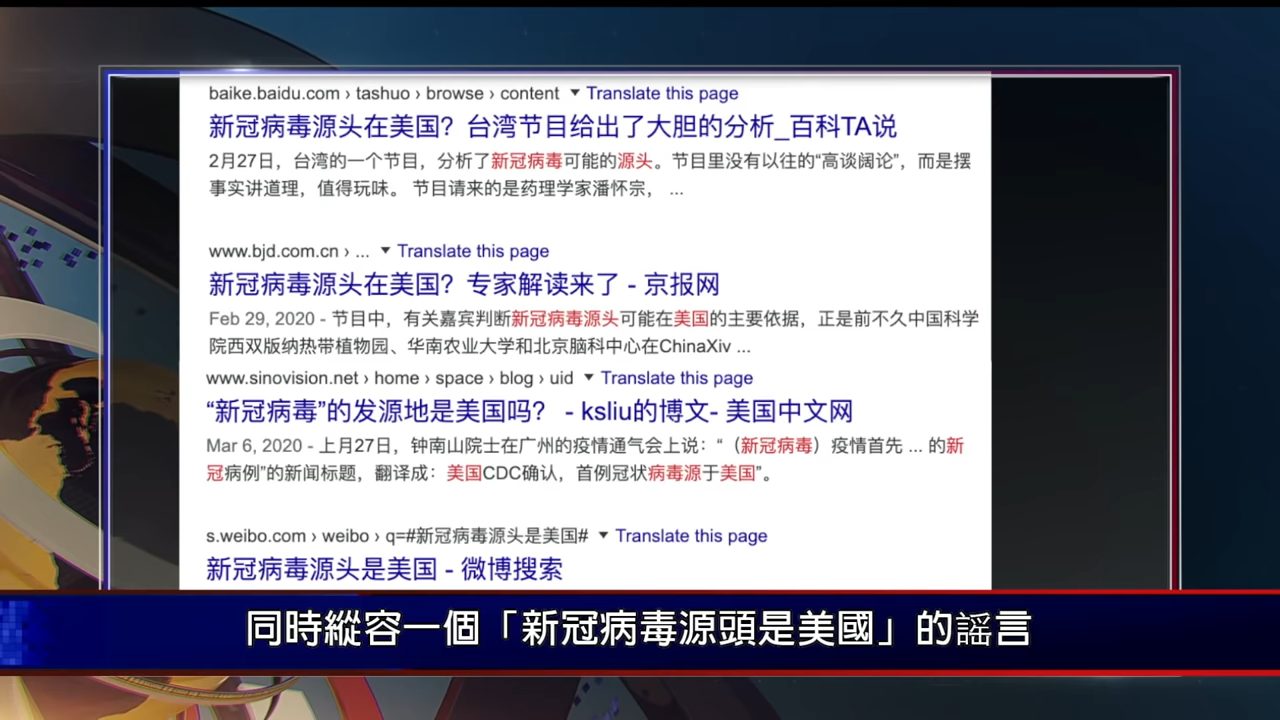 baike.baidu.com › tashuo › browse › content ▼ Translate this page
新冠病毒源头在美国？台湾节目给出了大胆的分析_百科TA说
2月27日，台湾的一个节目，分析了新冠病毒可能的源头。节目里没有以往的“高谈阔论”，而是摆
事实讲道理，值得玩味。 节目请来的是药理学家潘怀宗， ...
www.bjd.com.cn › ... ▼ Translate this page
新冠病毒源头在美国？专家解读来了 - 京报网
Feb 29, 2020 - 节目中，有关嘉宾判断新冠病毒源头可能在美国的主要依据，正是前不久中国科学
院西双版纳热带植物园、华南农业大学和北京脑科中心在ChinaXiv ...
www.sinovision.net › home › space › blog › uid ▼ Translate this page
“新冠病毒”的发源地是美国吗？ - ksliu的博文- 美国中文网
Mar 6, 2020 - 上月27日，钟南山院士在广州的疫情通气会上说：“（新冠病毒）疫情首先 ... 的新
冠病例”的新闻标题，翻译成：美国CDC确认，首例冠状病毒源于美国”。
s.weibo.com › weibo › q=#新冠病毒源头是美国# ▼ Translate this page
新冠病毒源头是美国 - 微博搜索
同時縱容一個「新冠病毒源頭是美國」的謠言